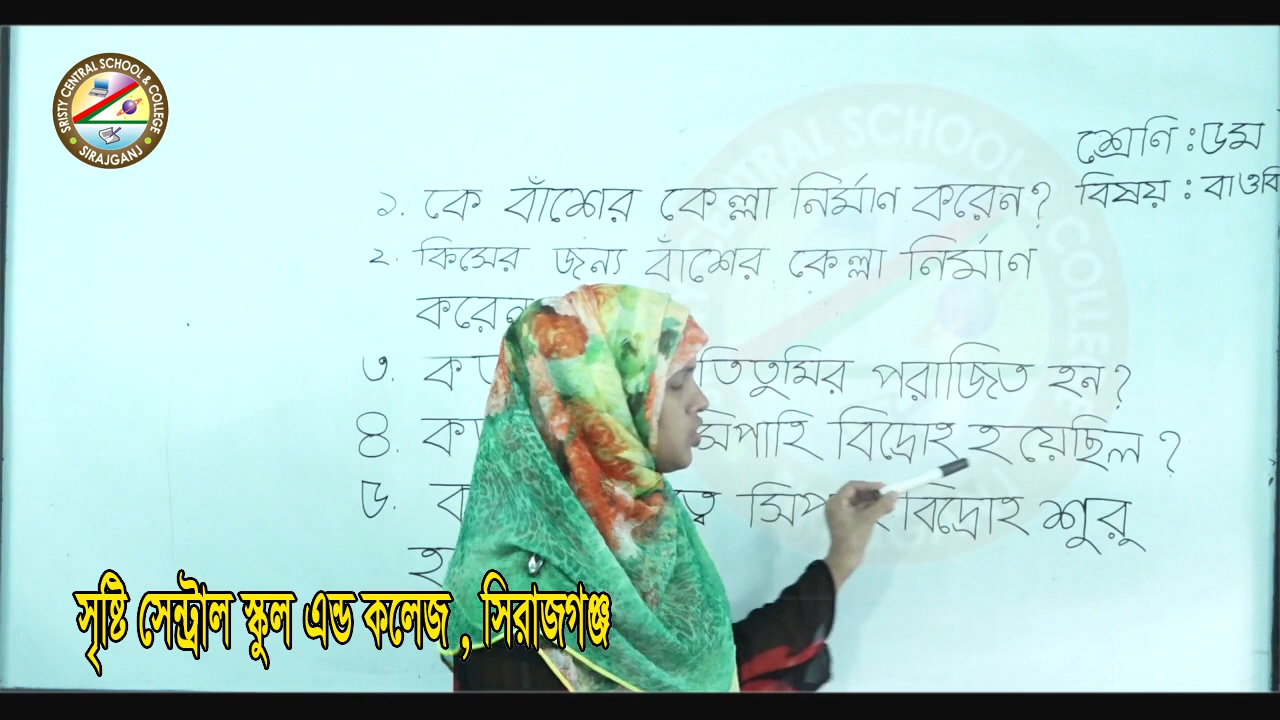 SRISTY CENTRAL SCHOOL & COLLEGE
SIRAJGANJ
শ্রেণি : ৮ম
বিষয় : বাওবি
১. কে বাঁশের কেল্লা নির্মাণ করেন?
২. কিসের জন্য বাঁশের কেল্লা নির্মাণ
করেন
৩. তিতুমির পরাজিত হন?
৪. সিপাহি বিদ্রোহ হয়েছিল ?
৫. সিপাহি বিদ্রোহ শুরু
সৃষ্টি সেন্ট্রাল স্কুল এন্ড কলেজ , সিরাজগঞ্জ